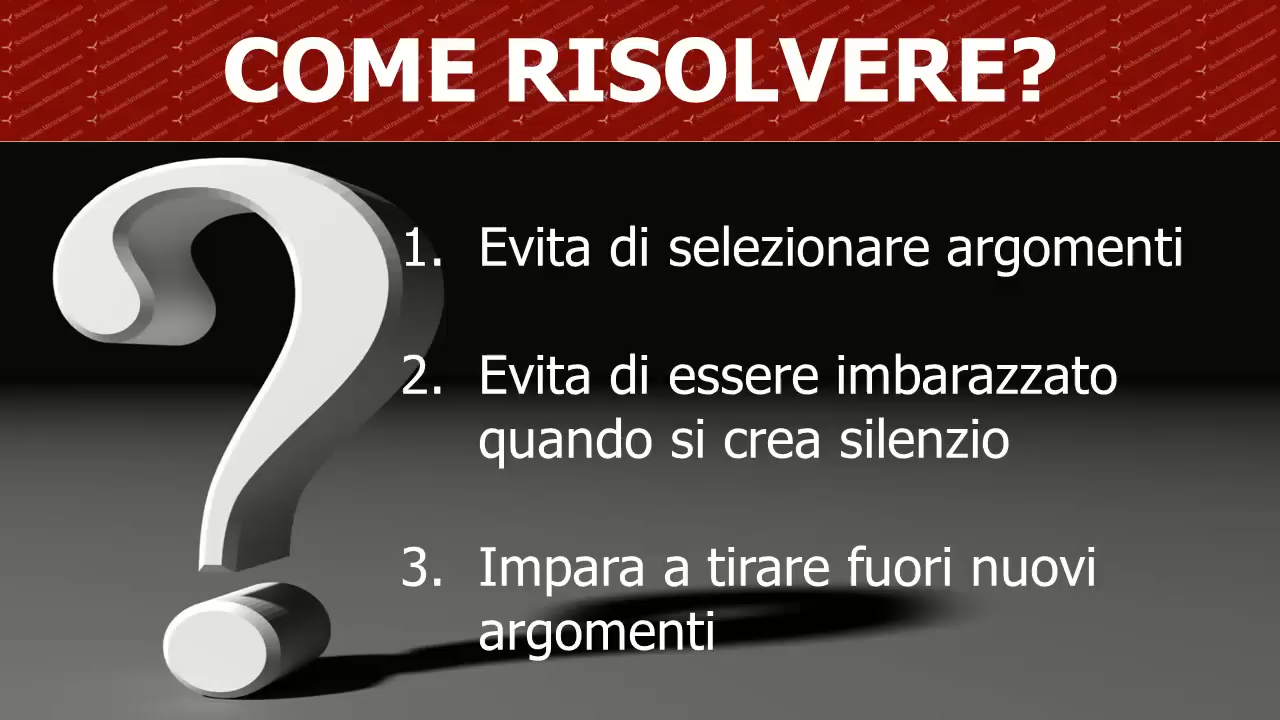 COME RISOLVERE?
1. Evita di selezionare argomenti
2. Evita di essere imbarazzato
quando si crea silenzio
3. Impara a tirare fuori nuovi
argomenti